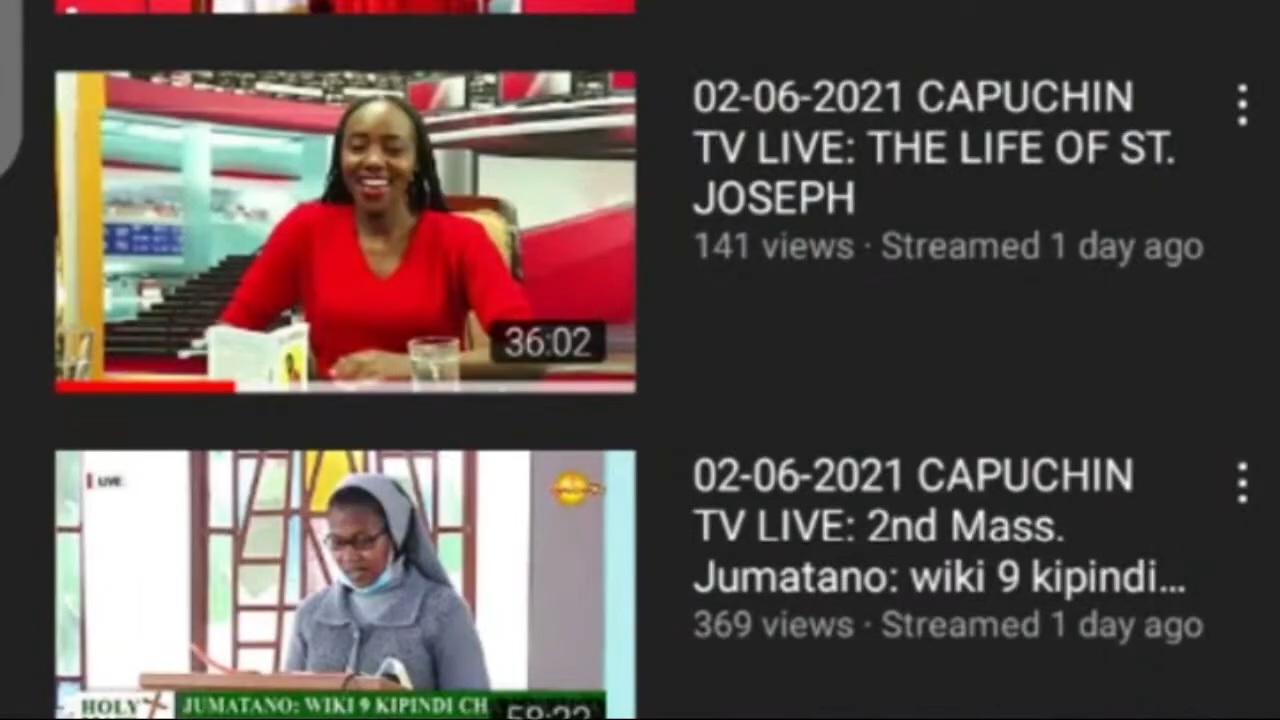 02-06-2021 CAPUCHIN
TV LIVE: THE LIFE OF ST.
JOSEPH
141 views · Streamed 1 day ago
36:02
02-06-2021 CAPUCHIN
TV LIVE: 2nd Mass.
Jumatano: wiki 9 kipindi...
369 views · Streamed 1 day ago
LIVE
HOLY
JUMATANO: WIKI 9 KIPINDI CH
58:22